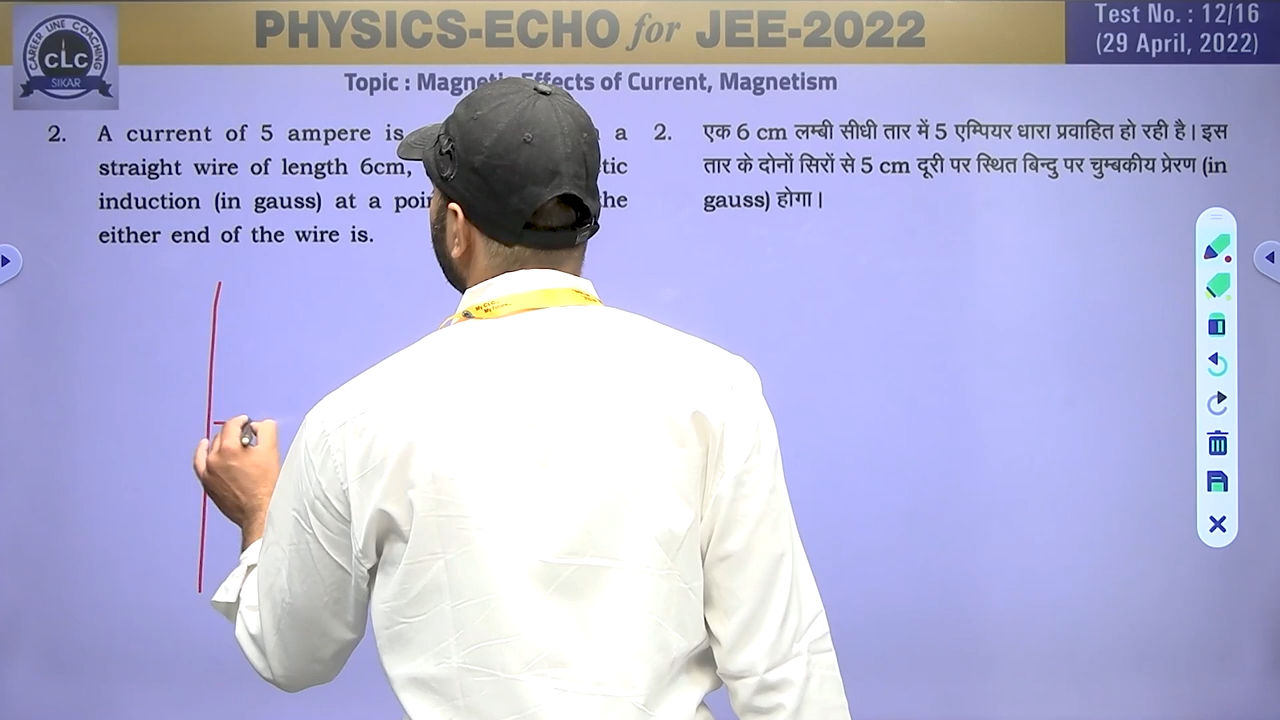 PHYSICS-ECHO for JEE-2022
Test No. : 12/16
(29 April, 2022)
CAREER LINE COACHING
CLC
SIKAR
Topic : Magnetic Effects of Current, Magnetism
2. A current of 5 ampere is a
straight wire of length 6cm, tic
induction (in gauss) at a he
either end of the wire is.
2. एक 6 cm लम्बी सीधी तार में 5 एम्पियर धारा प्रवाहित हो रही है। इस
तार के दोनों सिरों से 5 cm दूरी पर स्थित बिन्दु पर चुम्बकीय प्रेरण (in
gauss) होगा।